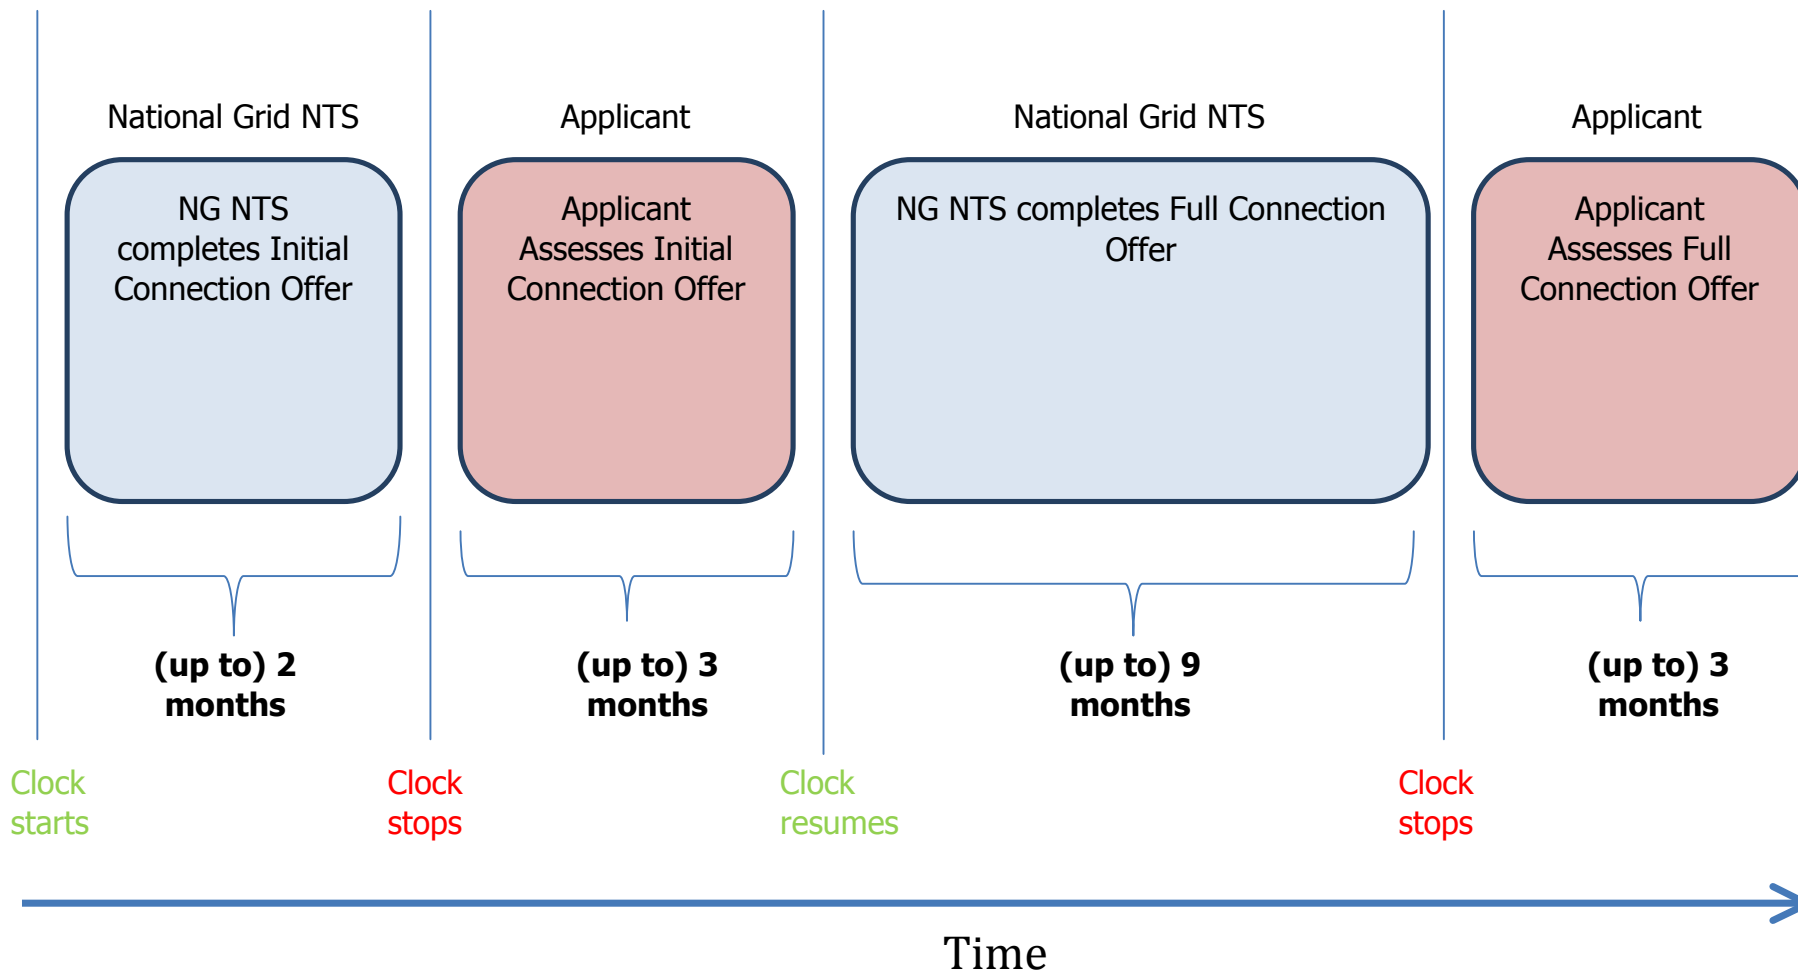 National Grid NTS
Applicant
National Grid NTS
Applicant
NG NTS
completes Initial
Connection Offer
Applicant
Assesses Initial
Connection Offer
NG NTS completes Full Connection
Offer
Applicant
Assesses Full
Connection Offer
(up to) 2
months
(up to) 3
months
(up to) 9
months
(up to) 3
months
Clock
starts
Clock
stops
Clock
resumes
Clock
stops
Time